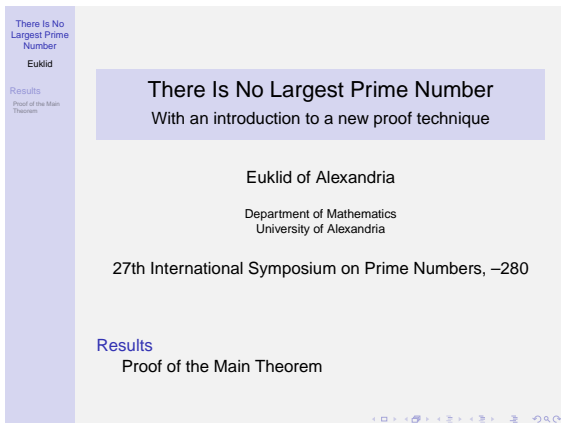 There Is No
Largest Prime
Number
Euklid
Results
Proof of the Main
Theorem
There Is No Largest Prime Number
With an introduction to a new proof technique
Euklid of Alexandria
Department of Mathematics
University of Alexandria
27th International Symposium on Prime Numbers, –280
Results
Proof of the Main Theorem